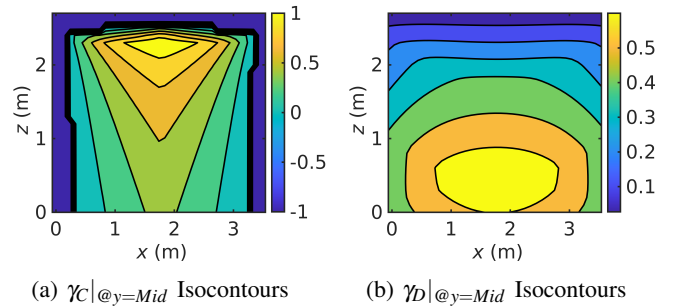 1
0.5
0
-0.5
-1
2
1
0
z (m)
0 1 2 3
x (m)
0.5
0.4
0.3
0.2
0.1
2
1
0
z (m)
0 1 2 3
x (m)
(a) γC|@y=Mid Isocontours
(b) γD|@y=Mid Isocontours